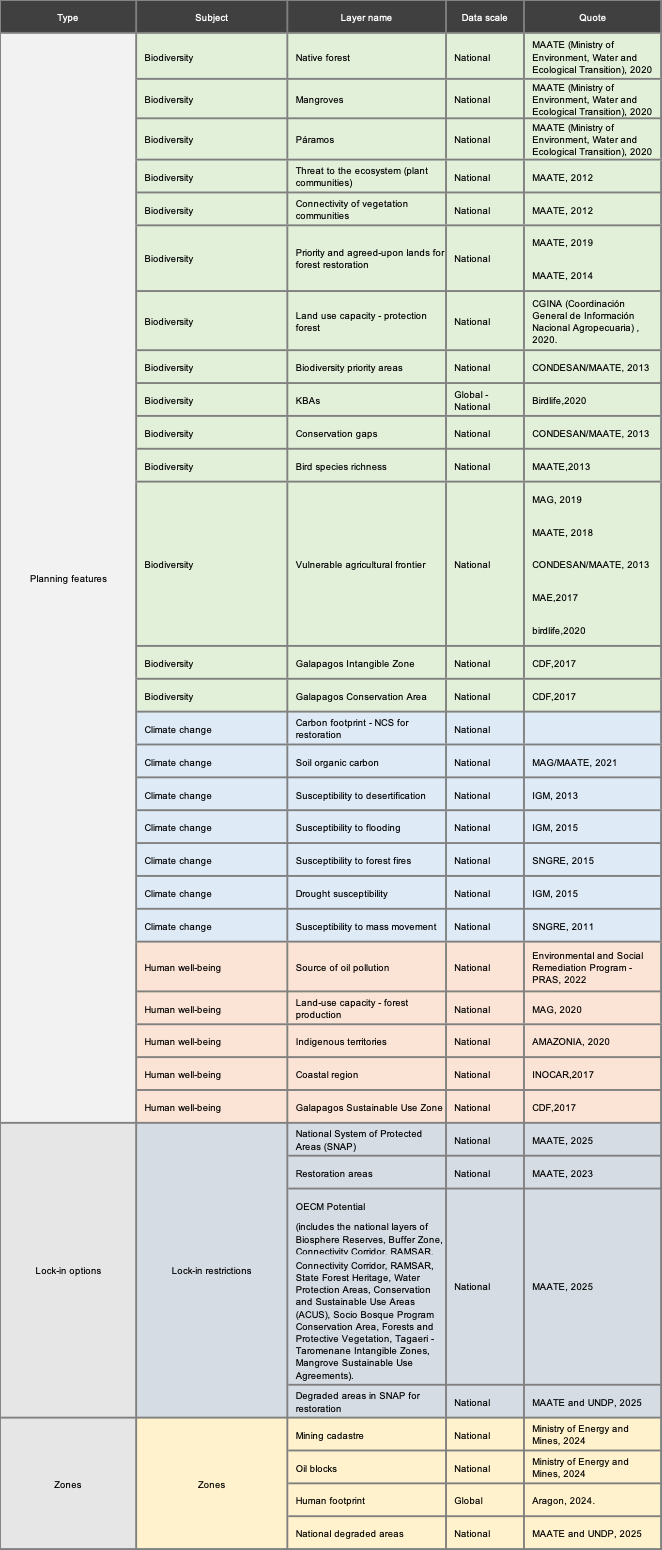 Type Subject Layer name Data scale Quote
Planning features
Biodiversity Native forest National MAATE (Ministry of
Environment, Water and
Ecological Transition), 2020
Biodiversity Mangroves National MAATE (Ministry of
Environment, Water and
Ecological Transition), 2020
Biodiversity Páramos National MAATE (Ministry of
Environment, Water and
Ecological Transition), 2020
Biodiversity Threat to the ecosystem (plant
communities) National MAATE, 2012
Biodiversity Connectivity of vegetation
communities National MAATE, 2012
Biodiversity Priority and agreed-upon lands for
forest restoration National MAATE, 2019
MAATE, 2014
Biodiversity Land use capacity - protection
forest National CGINA (Coordinación
General de Información
Nacional Agropecuaria) ,
2020.
Biodiversity Biodiversity priority areas National CONDESAN/MAATE, 2013
Biodiversity KBAs Global -
National Birdlife,2020
Biodiversity Conservation gaps National CONDESAN/MAATE, 2013
Biodiversity Bird species richness National MAATE,2013
Biodiversity Vulnerable agricultural frontier National MAG, 2019
MAATE, 2018
CONDESAN/MAATE, 2013
MAE,2017
birdlife,2020
Biodiversity Galapagos Intangible Zone National CDF,2017
Biodiversity Galapagos Conservation Area National CDF,2017
Climate change Carbon footprint - NCS for
restoration National
Climate change Soil organic carbon National MAG/MAATE, 2021
Climate change Susceptibility to desertification National IGM, 2013
Climate change Susceptibility to flooding National IGM, 2015
Climate change Susceptibility to forest fires National SNGRE, 2015
Climate change Drought susceptibility National IGM, 2015
Climate change Susceptibility to mass movement National SNGRE, 2011
Human well-being Source of oil pollution National Environmental and Social
Remediation Program -
PRAS, 2022
Human well-being Land-use capacity - forest
production National MAG, 2020
Human well-being Indigenous territories National AMAZONIA, 2020
Human well-being Coastal region National INOCAR,2017
Human well-being Galapagos Sustainable Use Zone National CDF,2017
Lock-in options Lock-in restrictions
National System of Protected
Areas (SNAP) National MAATE, 2025
Restoration areas National MAATE, 2023
OECM Potential
(includes the national layers of
Biosphere Reserves, Buffer Zone,
Connectivity Corridor, RAMSAR,
Connectivity Corridor, RAMSAR,
State Forest Heritage, Water
Protection Areas, Conservation
and Sustainable Use Areas
(ACUS), Socio Bosque Program
Conservation Area, Forests and
Protective Vegetation, Tagaeri -
Taromenane Intangible Zones,
Mangrove Sustainable Use
Agreements). National MAATE, 2025
Degraded areas in SNAP for
restoration National MAATE and UNDP, 2025
Zones Zones
Mining cadastre National Ministry of Energy and
Mines, 2024
Oil blocks National Ministry of Energy and
Mines, 2024
Human footprint Global Aragon, 2024.
National degraded areas National MAATE and UNDP, 2025